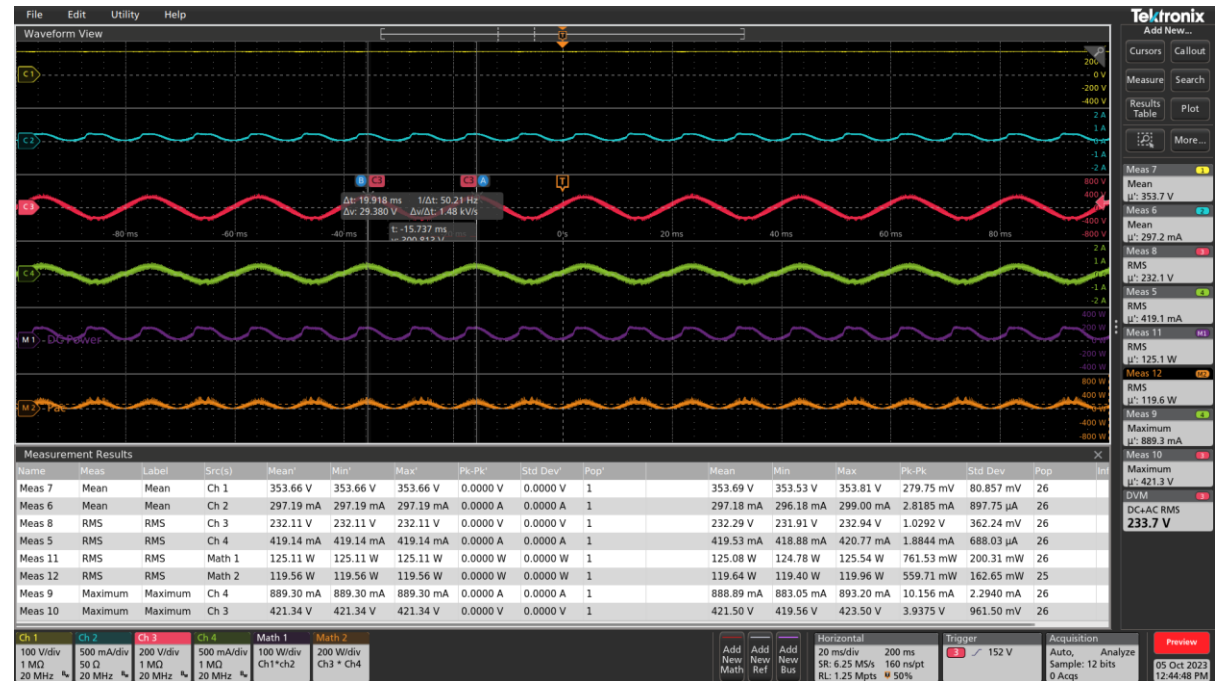 File Edit Utility Help
Tektronix
Waveform View
Add New...
Cursors Callout
Measure Search
Results Table Plot
More...
C1
0 V
-200 V
-400 V
C2
2 A
1 A
-1 A
-2 A
B C3 C3 A T
Δt: 19.918 ms 1/Δt: 50.21 Hz
Δv: 29.380 V Δv/Δt: 1.48 kV/s
t: -15.737 ms
C3
800 V
400 V
-400 V
-800 V
-80 ms -60 ms -40 ms 0 s 20 ms 40 ms 60 ms 80 ms
C4
2 A
1 A
-1 A
-2 A
M1 DC Power
400 W
200 W
-200 W
-400 W
M2 Pac
800 W
400 W
-400 W
-800 W
Meas 7 1
Mean
µ': 353.7 V
Meas 6 2
Mean
µ': 297.2 mA
Meas 8 3
RMS
µ': 232.1 V
Meas 5 4
RMS
µ': 419.1 mA
Meas 11 M1
RMS
µ': 125.1 W
Meas 12 M2
RMS
µ': 119.6 W
Meas 9 4
Maximum
µ': 889.3 mA
Meas 10 3
Maximum
µ': 421.3 V
DVM 3
DC+AC RMS
233.7 V
Measurement Results
Name Meas Label Src(s) Mean' Min' Max' Pk-Pk' Std Dev' Pop' Mean Min Max Pk-Pk Std Dev Pop Inf
Meas 7 Mean Mean Ch 1 353.66 V 353.66 V 353.66 V 0.0000 V 0.0000 V 1 353.69 V 353.53 V 353.81 V 279.75 mV 80.857 mV 26
Meas 6 Mean Mean Ch 2 297.19 mA 297.19 mA 297.19 mA 0.0000 A 0.0000 A 1 297.18 mA 296.18 mA 299.00 mA 2.8185 mA 897.75 µA 26
Meas 8 RMS RMS Ch 3 232.11 V 232.11 V 232.11 V 0.0000 V 0.0000 V 1 232.29 V 231.91 V 232.94 V 1.0292 V 362.24 mV 26
Meas 5 RMS RMS Ch 4 419.14 mA 419.14 mA 419.14 mA 0.0000 A 0.0000 A 1 419.53 mA 418.88 mA 420.77 mA 1.8844 mA 688.03 µA 26
Meas 11 RMS RMS Math 1 125.11 W 125.11 W 125.11 W 0.0000 W 0.0000 W 1 125.08 W 124.78 W 125.54 W 761.53 mW 200.31 mW 26
Meas 12 RMS RMS Math 2 119.56 W 119.56 W 119.56 W 0.0000 W 0.0000 W 1 119.64 W 119.40 W 119.96 W 559.71 mW 162.65 mW 25
Meas 9 Maximum Maximum Ch 4 889.30 mA 889.30 mA 889.30 mA 0.0000 A 0.0000 A 1 888.89 mA 883.05 mA 893.20 mA 10.156 mA 2.2940 mA 26
Meas 10 Maximum Maximum Ch 3 421.34 V 421.34 V 421.34 V 0.0000 V 0.0000 V 1 421.50 V 419.56 V 423.50 V 3.9375 V 961.50 mV 26
Ch 1 Ch 2 Ch 3 Ch 4 Math 1 Math 2 Horizontal Trigger Acquisition
100 V/div 500 mA/div 200 V/div 500 mA/div 100 W/div 200 W/div Add New Math Add New Ref Add New Bus 20 ms/div 200 ms 3 152 V Auto, Analyze Preview
1 MΩ 50 Ω 1 MΩ 1 MΩ Ch1*ch2 Ch3 * Ch4 SR: 6.25 MS/s 160 ns/pt Sample: 12 bits 05 Oct 2023
20 MHz 20 MHz 20 MHz 20 MHz RL: 1.25 Mpts 50% 0 Acqs 12:44:48 PM